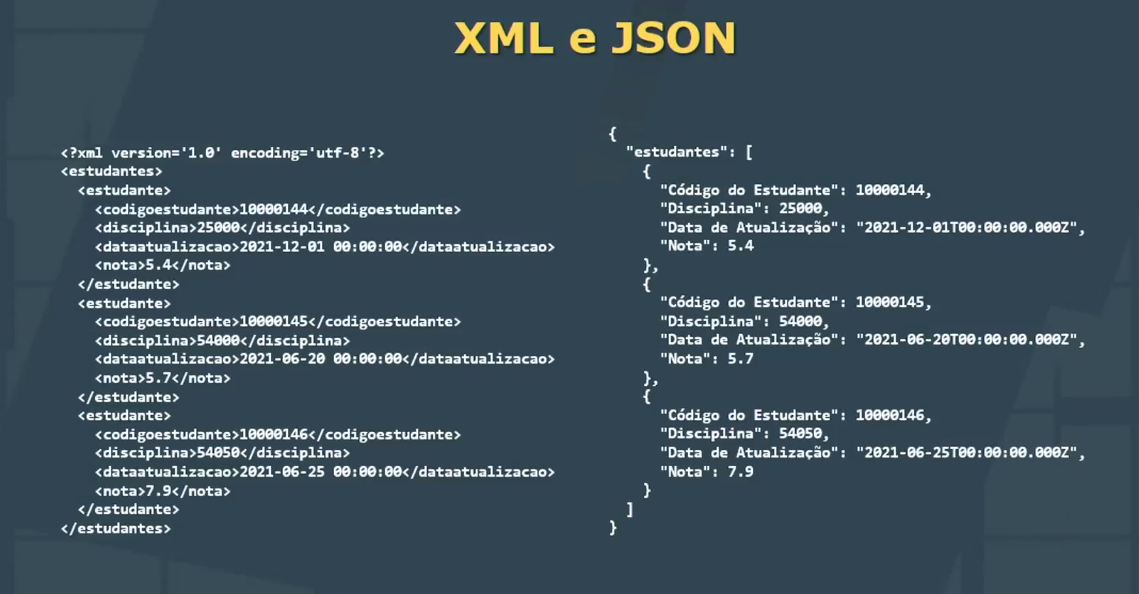 XML e JSON
<?xml version='1.0' encoding='utf-8'?>
<estudantes>
  <estudante>
    <codigoestudante>10000144</codigoestudante>
    <disciplina>25000</disciplina>
    <dataatualizacao>2021-12-01 00:00:00</dataatualizacao>
    <nota>5.4</nota>
  </estudante>
  <estudante>
    <codigoestudante>10000145</codigoestudante>
    <disciplina>54000</disciplina>
    <dataatualizacao>2021-06-20 00:00:00</dataatualizacao>
    <nota>5.7</nota>
  </estudante>
  <estudante>
    <codigoestudante>10000146</codigoestudante>
    <disciplina>54050</disciplina>
    <dataatualizacao>2021-06-25 00:00:00</dataatualizacao>
    <nota>7.9</nota>
  </estudante>
</estudantes>
{
  "estudantes": [
    {
      "Código do Estudante": 10000144,
      "Disciplina": 25000,
      "Data de Atualização": "2021-12-01T00:00:00.000Z",
      "Nota": 5.4
    },
    {
      "Código do Estudante": 10000145,
      "Disciplina": 54000,
      "Data de Atualização": "2021-06-20T00:00:00.000Z",
      "Nota": 5.7
    },
    {
      "Código do Estudante": 10000146,
      "Disciplina": 54050,
      "Data de Atualização": "2021-06-25T00:00:00.000Z",
      "Nota": 7.9
    }
  ]
}